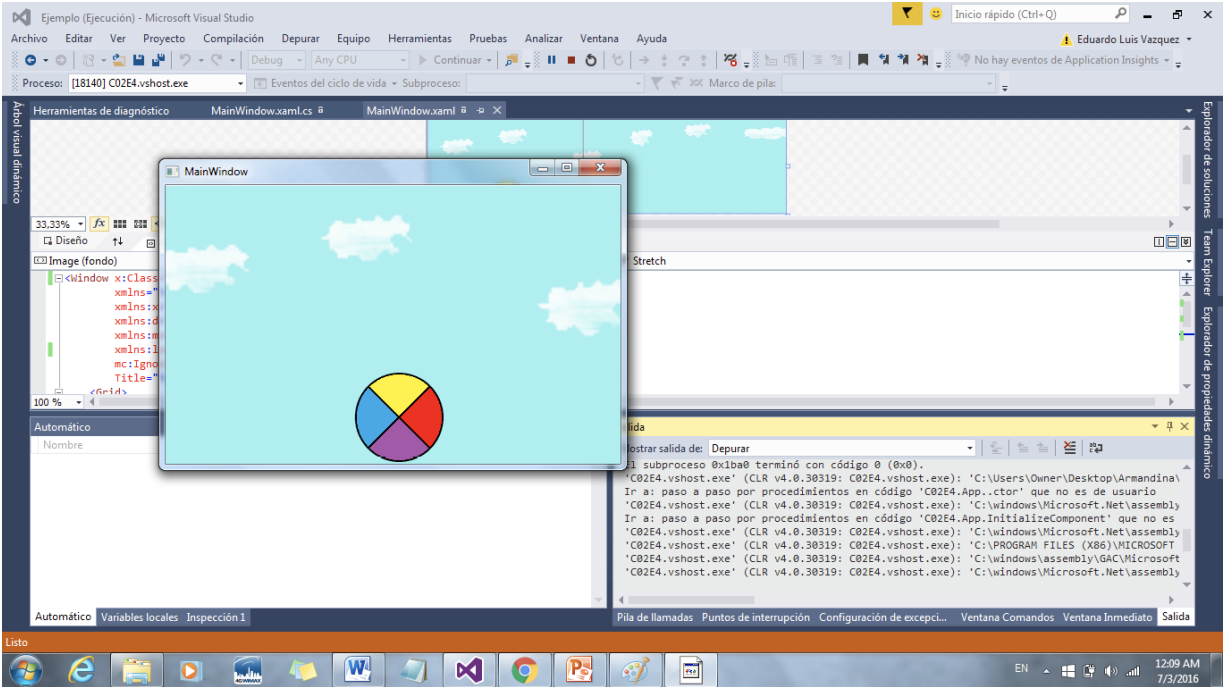 Ejemplo (Ejecución) - Microsoft Visual Studio
Inicio rápido (Ctrl+Q)
Archivo Editar Ver Proyecto Compilación Depurar Equipo Herramientas Pruebas Analizar Ventana Ayuda
Eduardo Luis Vazquez
Debug Any CPU Continuar No hay eventos de Application Insights
Proceso: [18140] C02E4.vshost.exe Eventos del ciclo de vida Subproceso: Marco de pila:
Árbol visual dinámico
Herramientas de diagnóstico MainWindow.xaml.cs MainWindow.xaml
Explorador de soluciones
Team Explorer
Explorador de propiedades dinámico
MainWindow
33,33% fx
Diseño
Image (fondo) Stretch
<Window x:Class
xmlns="
xmlns:x
xmlns:d
xmlns:m
xmlns:l
mc:Igno
Title="
<Grid>
100 %
Automático
Nombre
lida
ostrar salida de: Depurar
El subproceso 0x1ba0 terminó con código 0 (0x0).
'C02E4.vshost.exe' (CLR v4.0.30319: C02E4.vshost.exe): 'C:\Users\Owner\Desktop\Armandina\
Ir a: paso a paso por procedimientos en código 'C02E4.App..ctor' que no es de usuario
'C02E4.vshost.exe' (CLR v4.0.30319: C02E4.vshost.exe): 'C:\windows\Microsoft.Net\assembly
Ir a: paso a paso por procedimientos en código 'C02E4.App.InitializeComponent' que no es
'C02E4.vshost.exe' (CLR v4.0.30319: C02E4.vshost.exe): 'C:\windows\Microsoft.Net\assembly
'C02E4.vshost.exe' (CLR v4.0.30319: C02E4.vshost.exe): 'C:\PROGRAM FILES (X86)\MICROSOFT
'C02E4.vshost.exe' (CLR v4.0.30319: C02E4.vshost.exe): 'C:\windows\assembly\GAC\Microsoft
'C02E4.vshost.exe' (CLR v4.0.30319: C02E4.vshost.exe): 'C:\windows\Microsoft.Net\assembly
Automático Variables locales Inspección 1
Pila de llamadas Puntos de interrupción Configuración de excepci... Ventana Comandos Ventana Inmediato Salida
Listo
4GWIMAX
EN
12:09 AM
7/3/2016